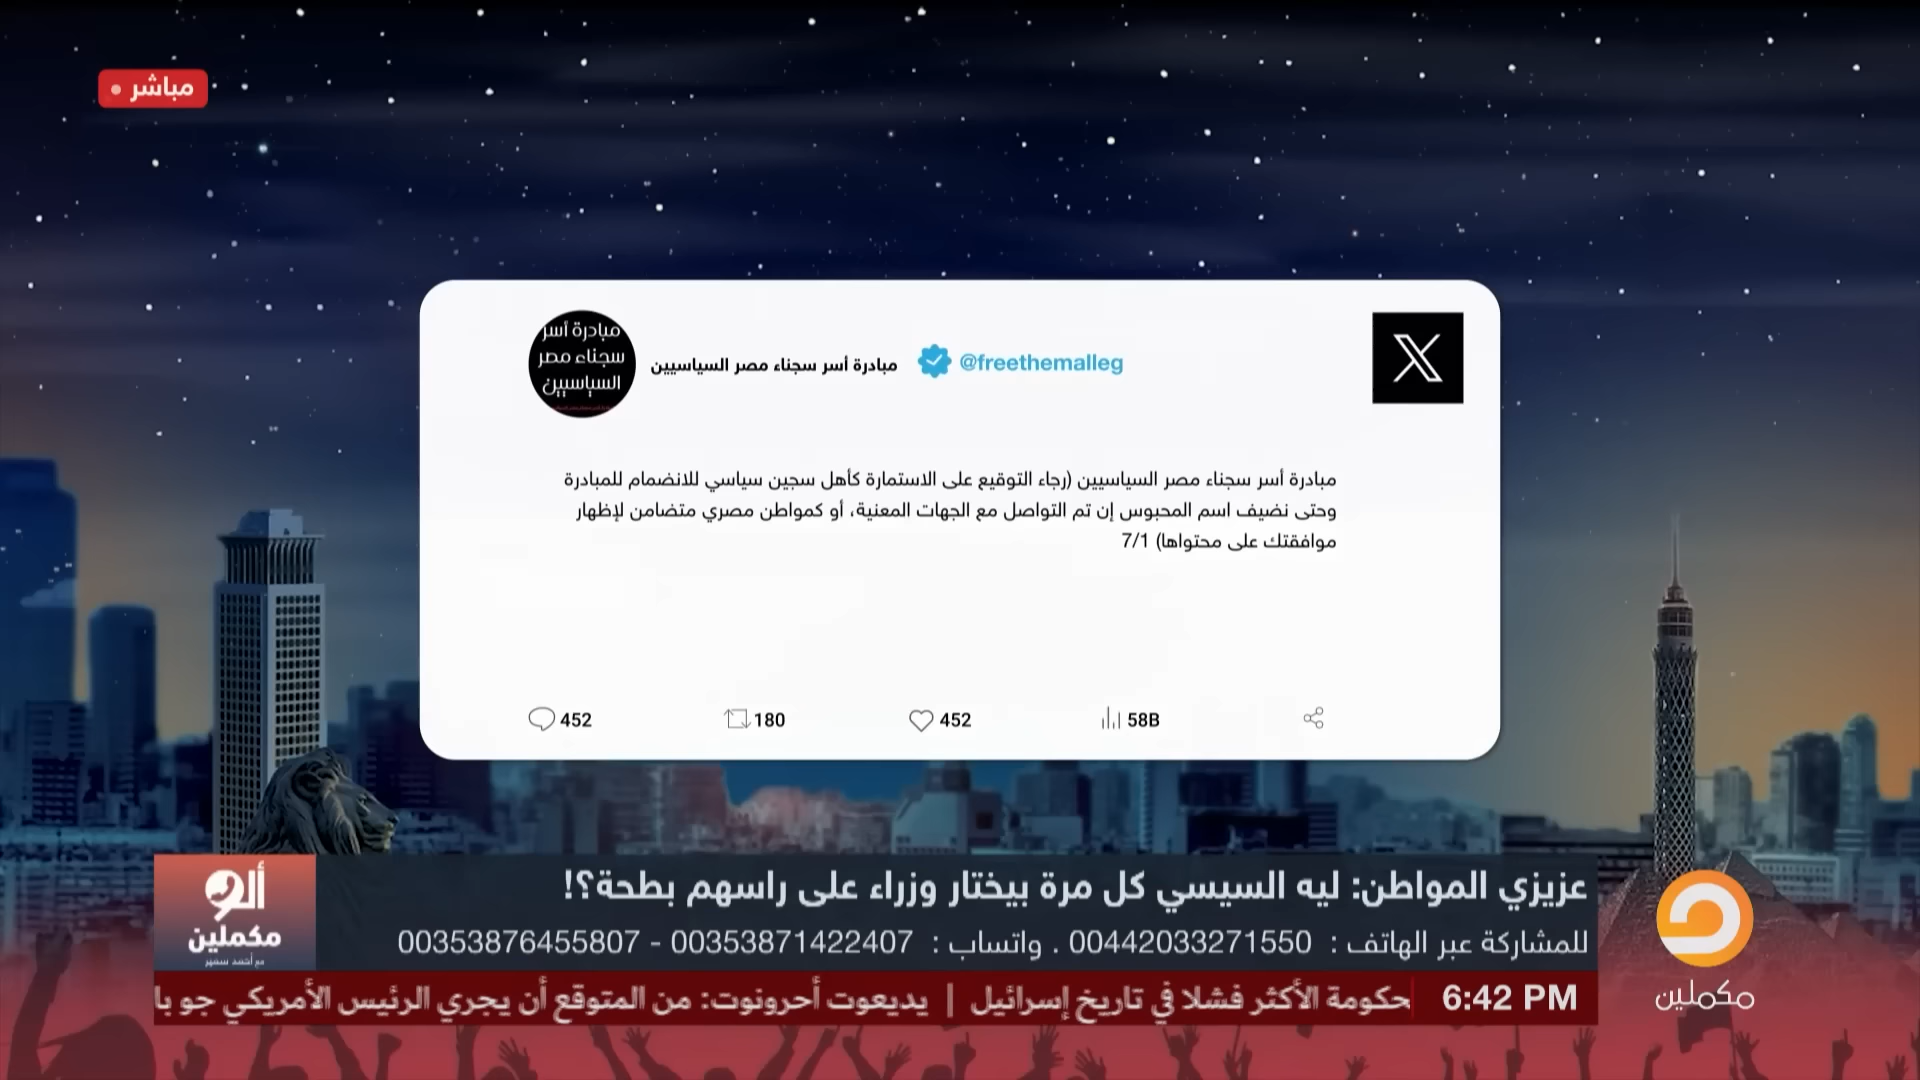 مباشر
مبادرة أسر
سجناء مصر
السياسيين
مبادرة أسر سجناء مصر السياسيين @freethemalleg
X
مبادرة أسر سجناء مصر السياسيين (رجاء التوقيع على الاستمارة كأهل سجين سياسي للانضمام للمبادرة
وحتى نضيف اسم المحبوس إن تم التواصل مع الجهات المعنية، أو كمواطن مصري متضامن لإظهار
موافقتك على محتواها) 7/1
452 180 452 58B
عزيزي المواطن: ليه السيسي كل مرة بيختار وزراء على راسهم بطحة؟!
للمشاركة عبر الهاتف : 00442033271550 . واتساب : 00353871422407 - 00353876455807
ألو
مكملين
مع أحمد سمير
6:42 PM
حكومة الأكثر فشلا في تاريخ إسرائيل | يديعوت أحرونوت: من المتوقع أن يجري الرئيس الأمريكي جو با
مكملين